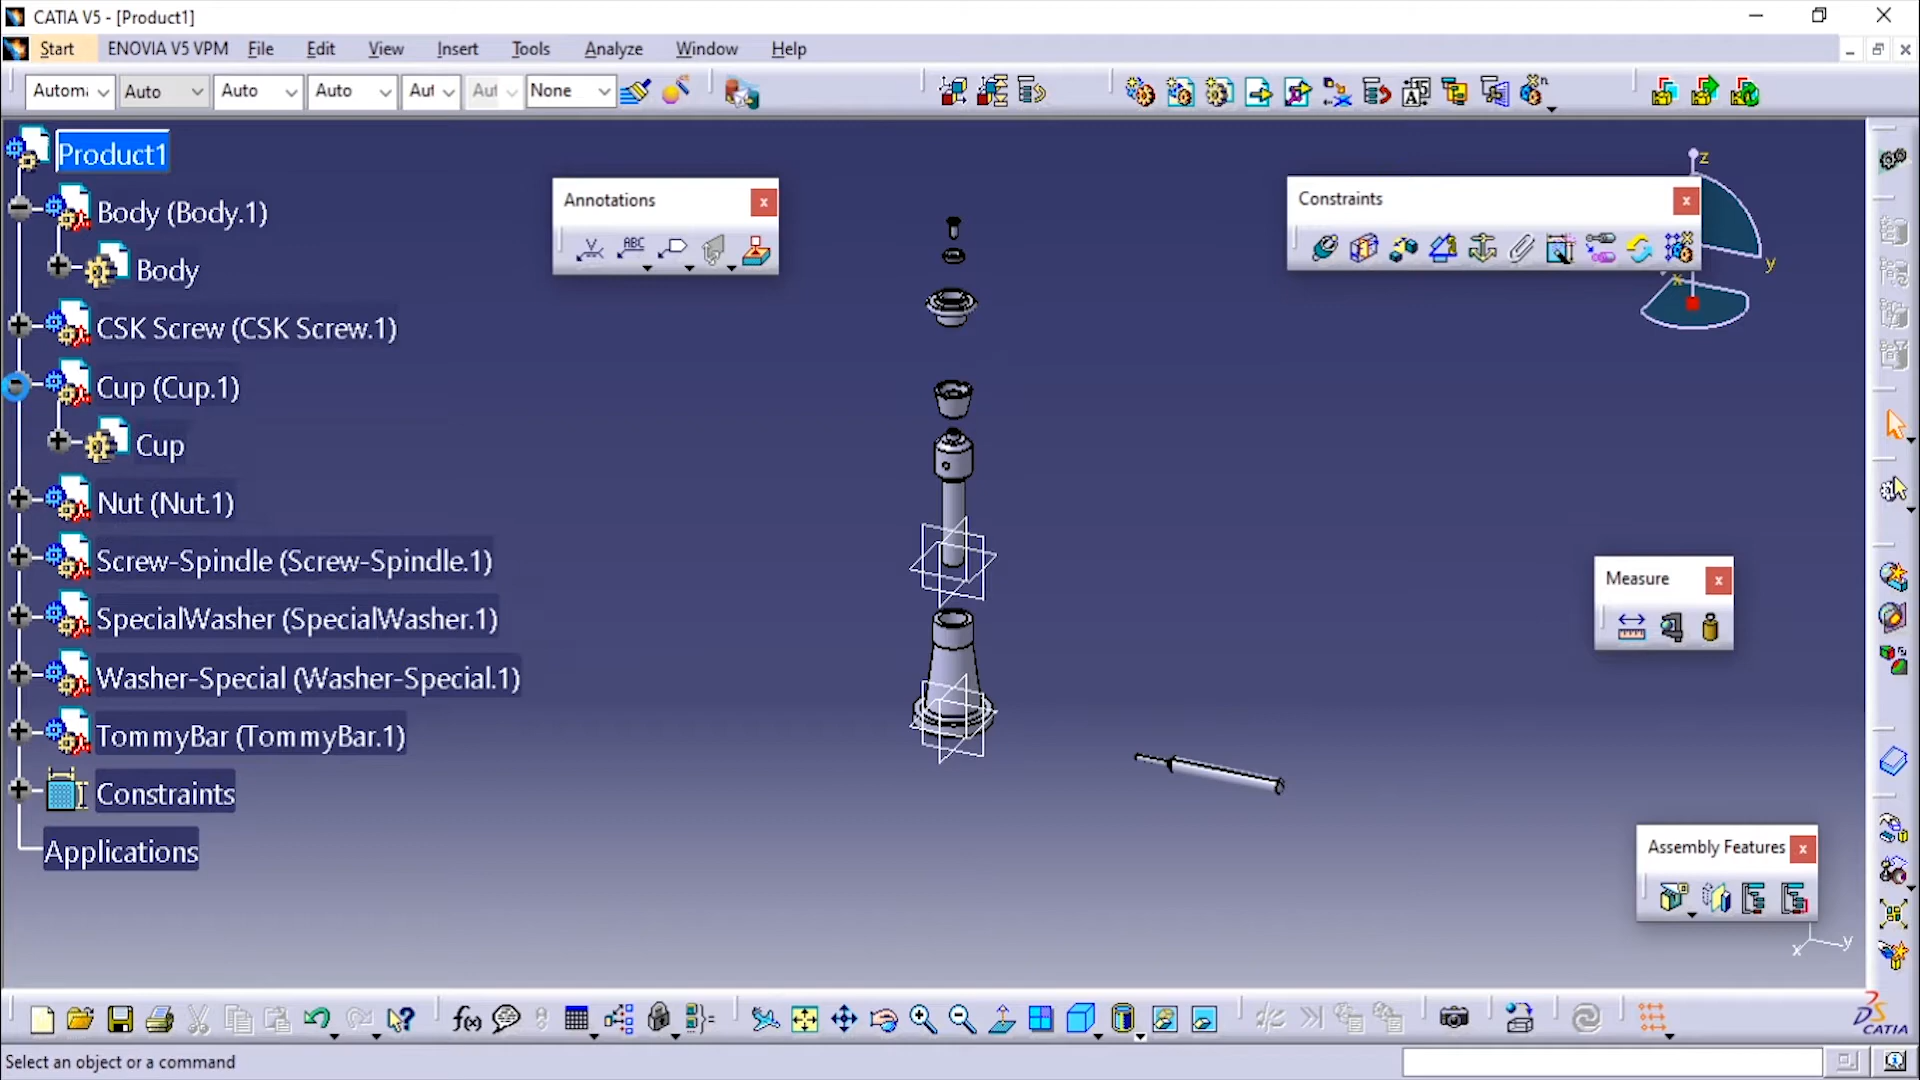 CATIA V5 - [Product1]
Start ENOVIA V5 VPM File Edit View Insert Tools Analyze Window Help
Auto Auto Auto None
Product1
Body (Body.1)
Body
CSK Screw (CSK Screw.1)
Cup (Cup.1)
Cup
Nut (Nut.1)
Screw-Spindle (Screw-Spindle.1)
SpecialWasher (SpecialWasher.1)
Washer-Special (Washer-Special.1)
TommyBar (TommyBar.1)
Constraints
Applications
Annotations
ABC
Constraints
z
y
x
Measure
Assembly Features
x y
f(x)
DS CATIA
Select an object or a command